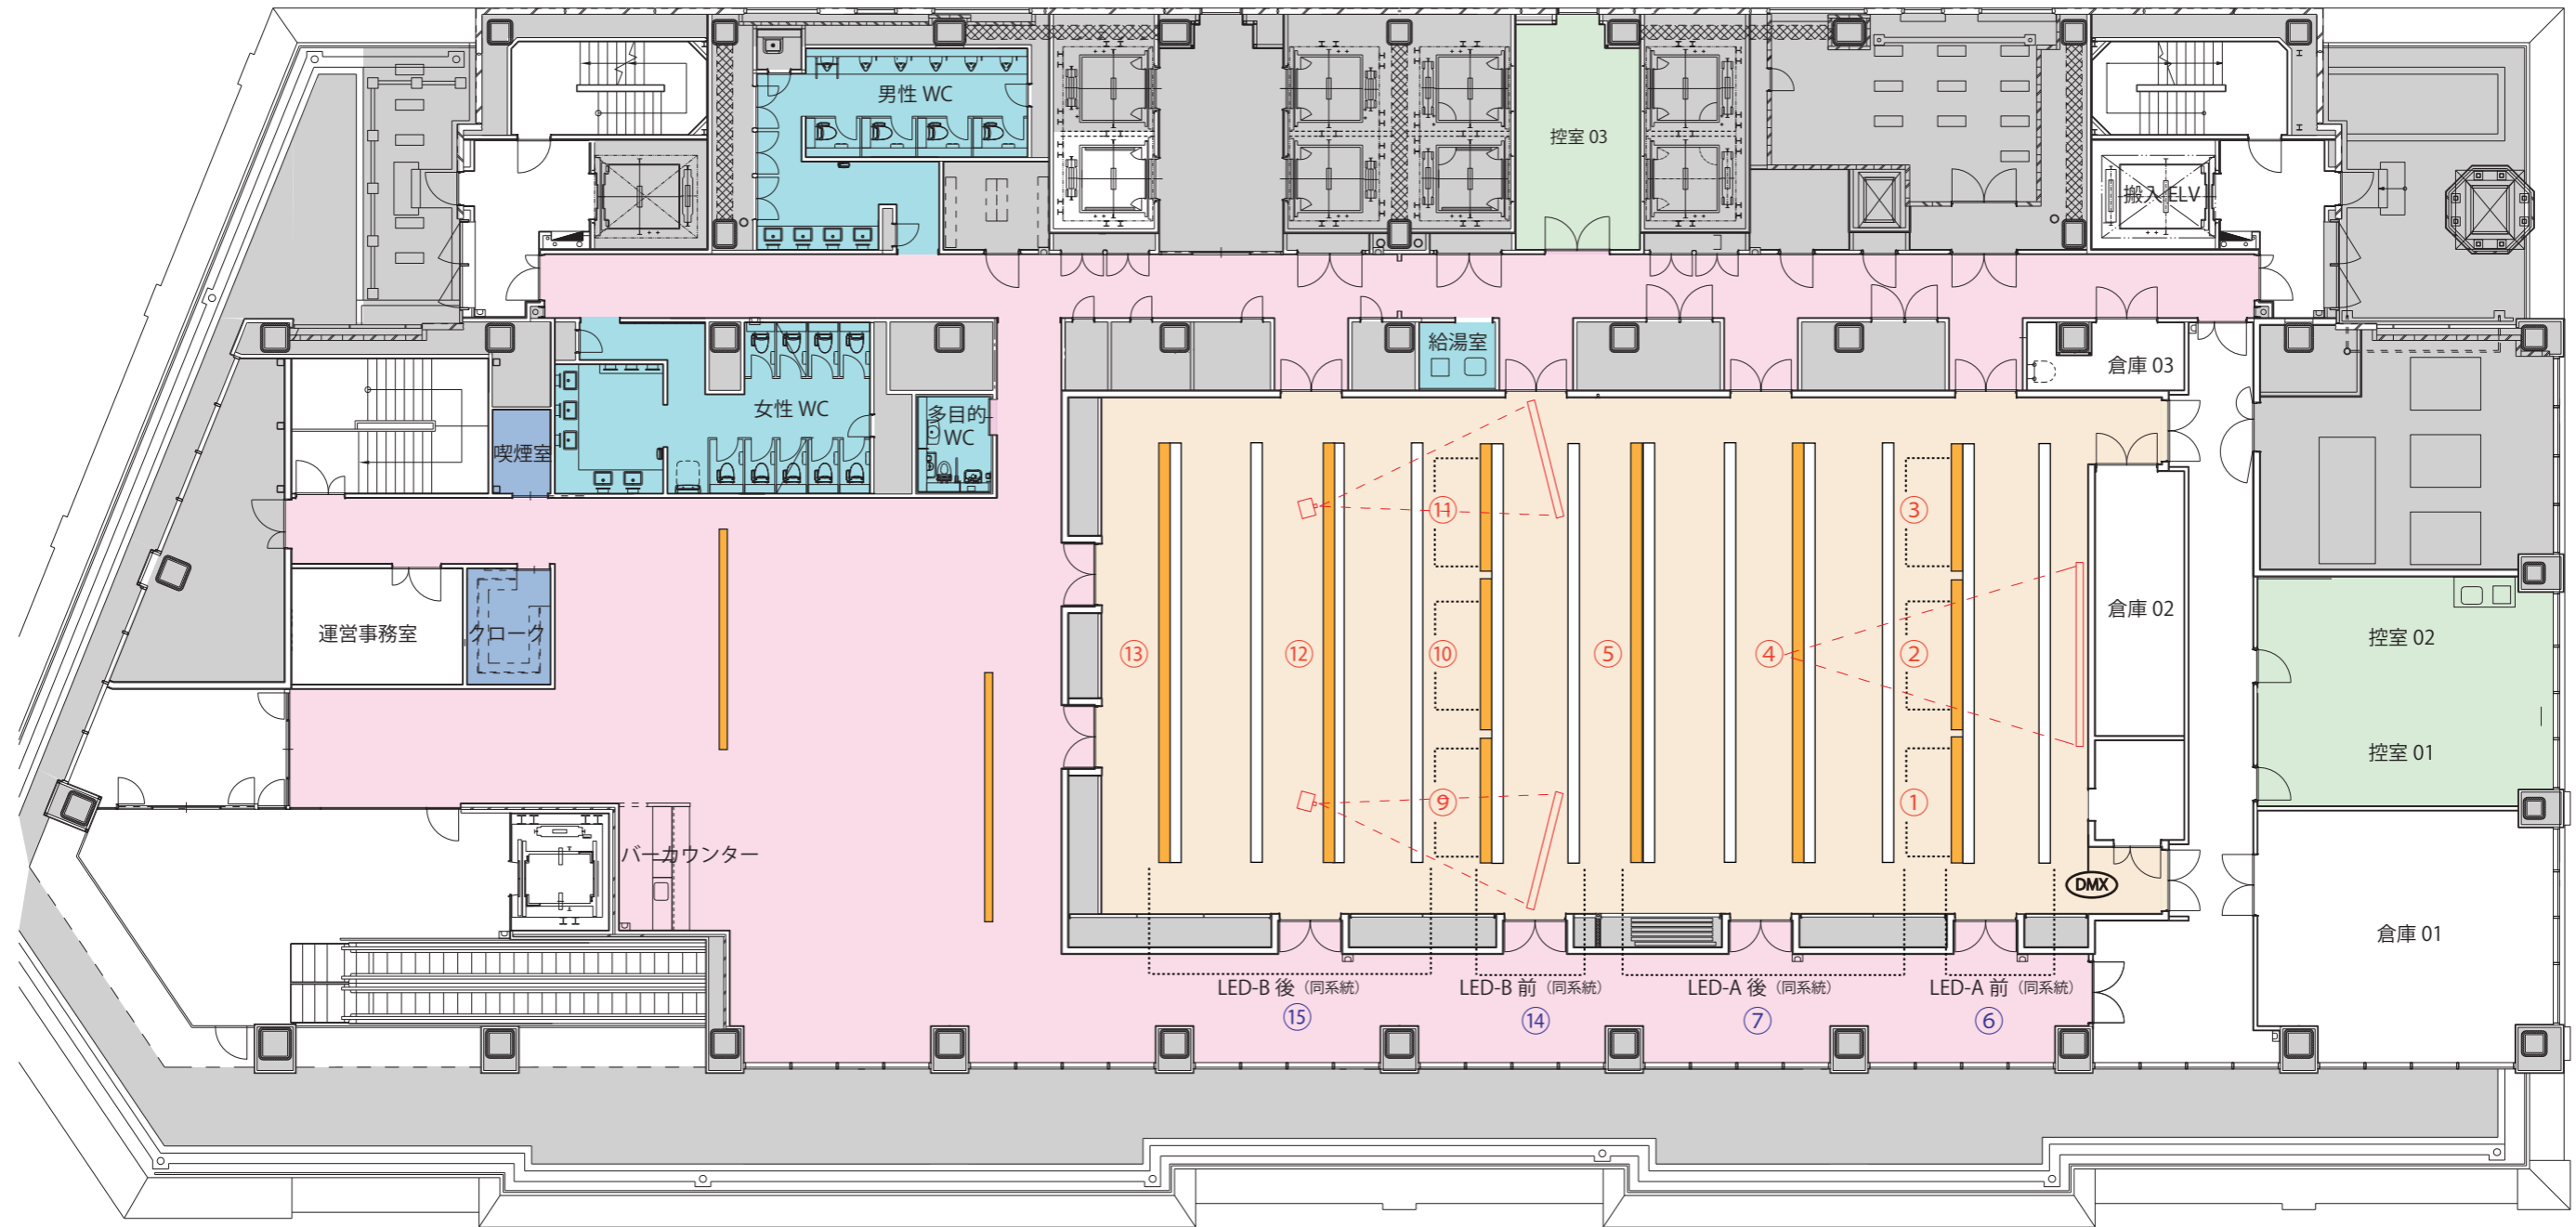 男性 WC
控室 03
搬入 ELV
給湯室
倉庫 03
女性 WC
多目的
WC
喫煙室
⑪
③
運営事務室
クローク
⑬
⑫
⑩
⑤
④
②
倉庫 02
控室 02
控室 01
⑨
①
バーカウンター
DMX
倉庫 01
LED-B 後（同系統）
LED-B 前（同系統）
LED-A 後（同系統）
LED-A 前（同系統）
⑮
⑭
⑦
⑥